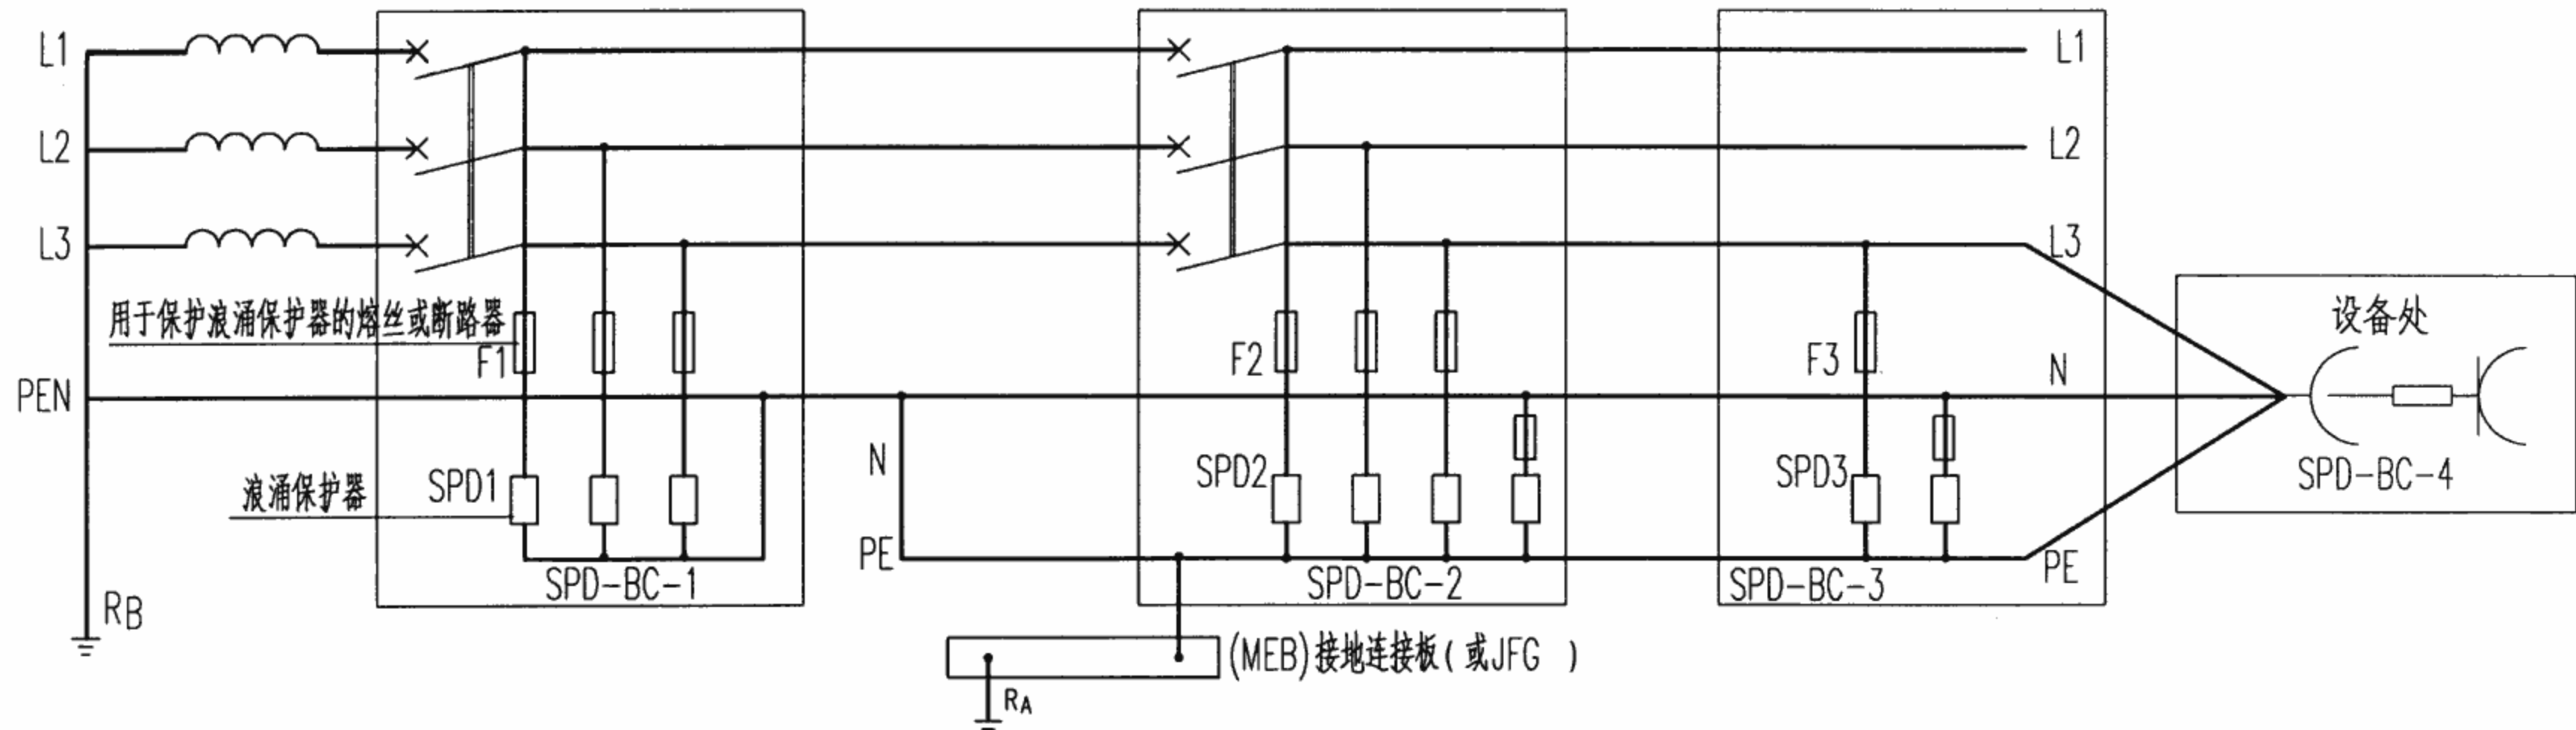 L1
L1
L2
L2
L3
L3
用于保护浪涌保护器的熔丝或断路器
设备处
F1
F2
F3
N
PEN
N
浪涌保护器
SPD1
SPD2
SPD3
SPD-BC-4
PE
PE
SPD-BC-1
SPD-BC-2
SPD-BC-3
RB
(MEB)接地连接板(或JFG )
RA